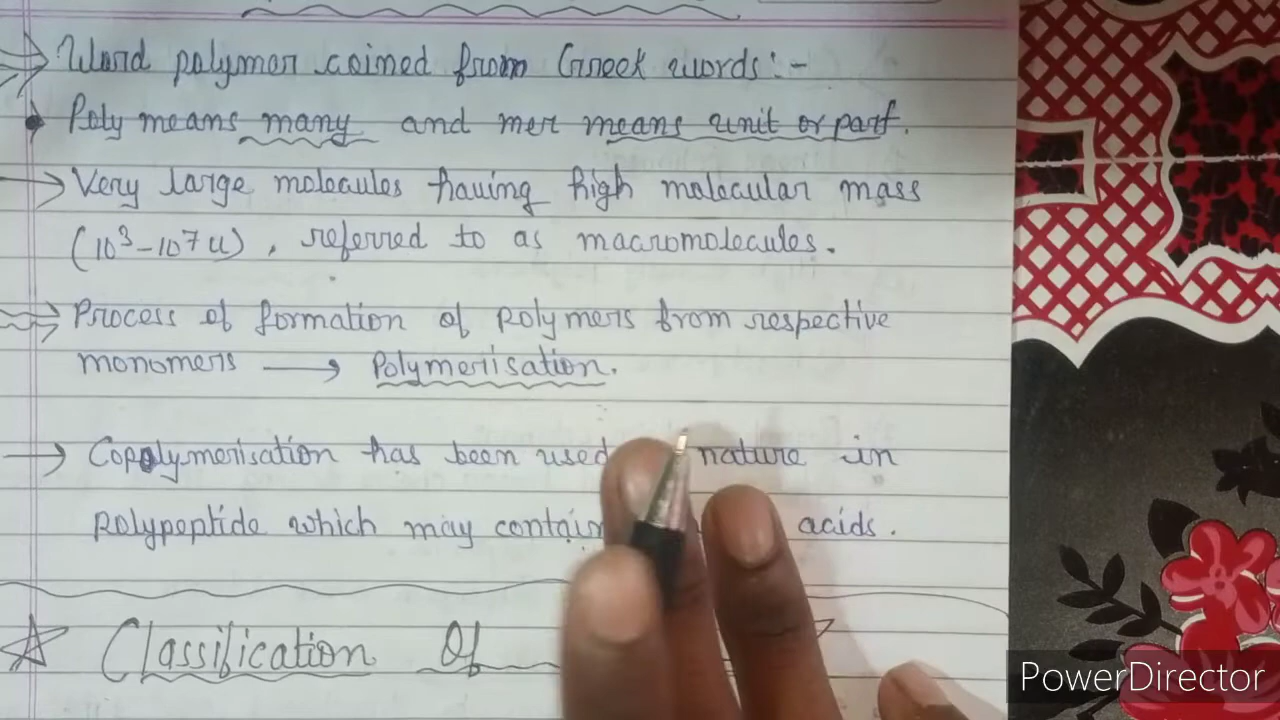 Word polymer coined from Greek words :-
Poly means many and mer means unit or part.
Very large molecules having high molecular mass
(10³-10⁷u), referred to as macromolecules.
Process of formation of polymers from respective
monomers → Polymerisation.
Copolymerisation has been used nature in
polypeptide which may contain acids.
Classification Of
PowerDirector